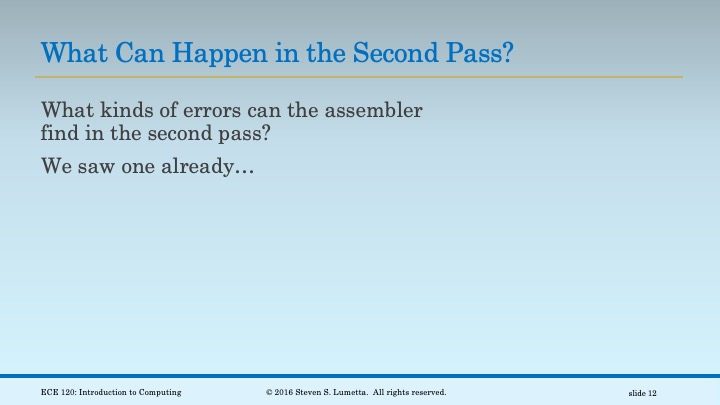 What Can Happen in the Second Pass?
What kinds of errors can the assembler
find in the second pass?
We saw one already…
ECE 120: Introduction to Computing
© 2016 Steven S. Lumetta. All rights reserved.
slide 12